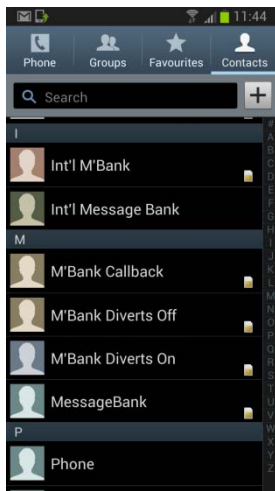 11:44
Phone Groups Favourites Contacts
Search
I
Int'l M'Bank
Int'l Message Bank
M
M'Bank Callback
M'Bank Diverts Off
M'Bank Diverts On
MessageBank
P
Phone
#
A
B
C
D
E
F
G
H
I
J
K
L
M
N
O
P
Q
R
S
T
U
V
W
X
Y
Z